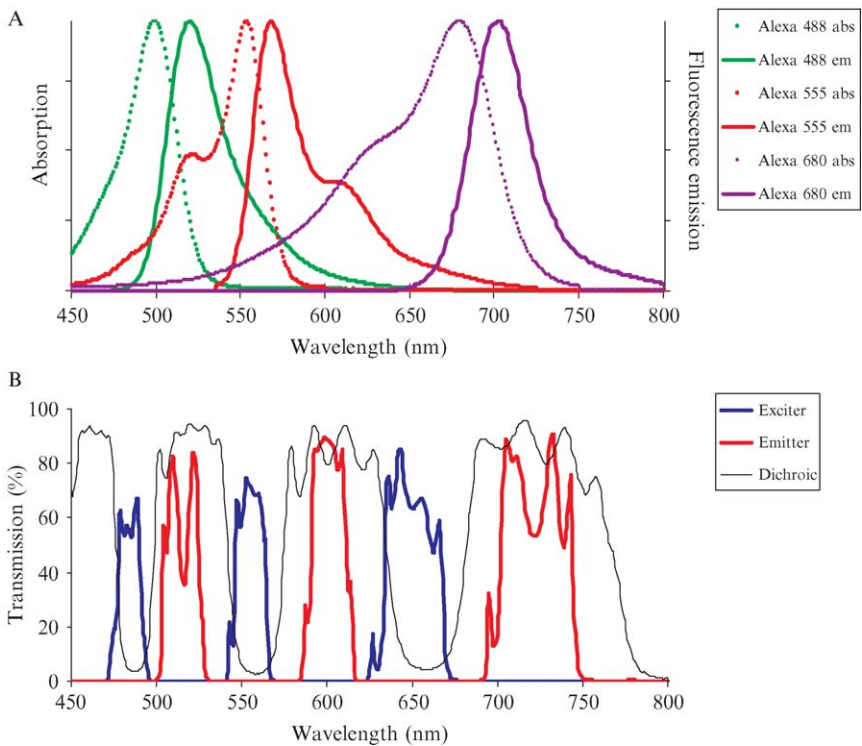 A
Absorption
Fluorescence emission
450 500 550 600 650 700 750 800
Wavelength (nm)
Alexa 488 abs
Alexa 488 em
Alexa 555 abs
Alexa 555 em
Alexa 680 abs
Alexa 680 em
B
Transmission (%)
100
80
60
40
20
0
450 500 550 600 650 700 750 800
Wavelength (nm)
Exciter
Emitter
Dichroic